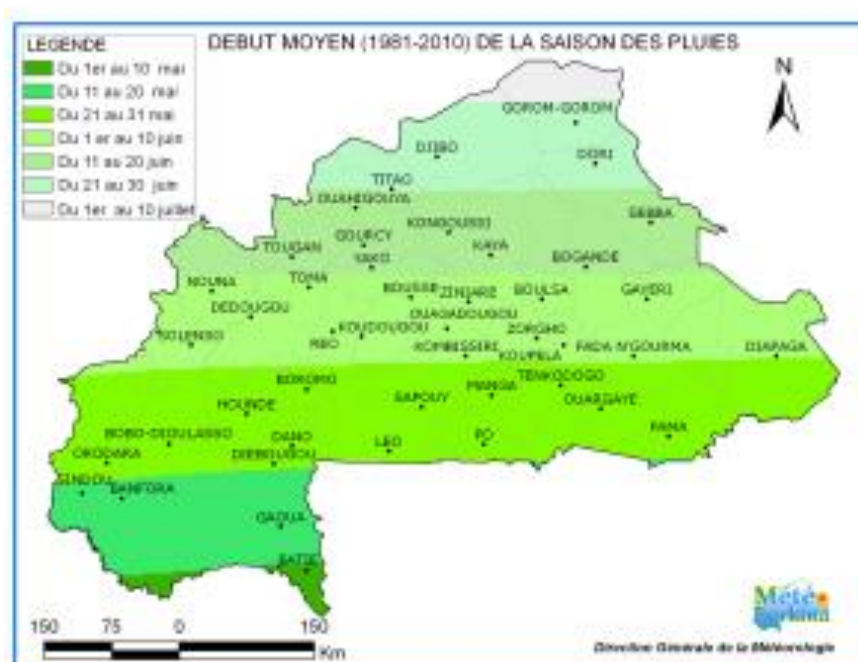 LEGENDE
DEBUT MOYEN (1981-2010) DE LA SAISON DES PLUIES
Du 1er au 10 mai
Du 11 au 20 mai
Du 21 au 31 mai
Du 1 er au 10 juin
Du 11 au 20 juin
Du 21 au 30 juin
Du 1er au 10 juillet
N
GOROM-GOROM
DJIBO
DORI
TITAO
OUAHIGOUYA
SEBBA
KONGOUSSI
GOURCY
TOUGAN
KAYA
YAKO
BOGANDE
NOUNA
TOMA
BOUSSE
ZINIARE
BOULSA
GAYERI
DEDOUGOU
OUAGADOUGOU
KOUDOUGOU
ZORGHO
SOLENZO
REO
KOMBISSIRI
KOUPELA
FADA N'GOURMA
DIAPAGA
BOROMO
TENKODOGO
MANGA
HOUNDE
SAPOUY
OUARGAYE
BOBO-DIOULASSO
DANO
LEO
PO
PAMA
ORODARA
DIEBOUGOU
SINDOU
BANFORA
GAOUA
BATIE
Météo
Burkina
150 75 0 150
Km
Direction Générale de la Météorologie